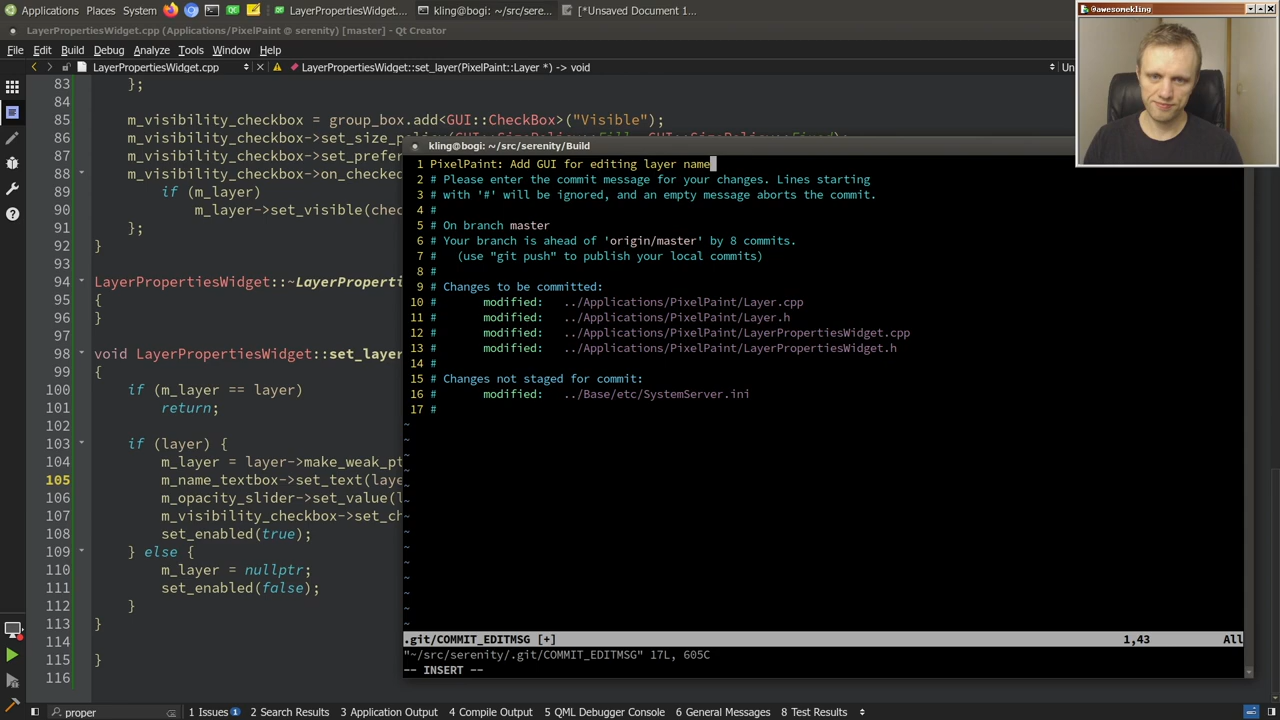 Applications Places System LayerPropertiesWidget.... kling@bogi: ~/src/sere... [*Unsaved Document 1...
@awesomekling
LayerPropertiesWidget.cpp (Applications/PixelPaint @ serenity) [master] - Qt Creator
File Edit Build Debug Analyze Tools Window Help
LayerPropertiesWidget.cpp LayerPropertiesWidget::set_layer(PixelPaint::Layer *) -> void
83 };
84
85 m_visibility_checkbox = group_box.add<GUI::CheckBox>("Visible");
86 m_visibility_checkbox->set_size_policy(GUI::SizePolicy::Fill, GUI::SizePolicy::Fixed);
87 m_visibility_checkbox->set_prefer
88 m_visibility_checkbox->on_checked
89 if (m_layer)
90 m_layer->set_visible(chec
91 };
92 }
93
94 LayerPropertiesWidget::~LayerProperti
95 {
96 }
97
98 void LayerPropertiesWidget::set_layer
99 {
100 if (m_layer == layer)
101 return;
102
103 if (layer) {
104 m_layer = layer->make_weak_pt
105 m_name_textbox->set_text(laye
106 m_opacity_slider->set_value(l
107 m_visibility_checkbox->set_ch
108 set_enabled(true);
109 } else {
110 m_layer = nullptr;
111 set_enabled(false);
112 }
113 }
114
115 }
116
kling@bogi: ~/src/serenity/Build
1 PixelPaint: Add GUI for editing layer name
2 # Please enter the commit message for your changes. Lines starting
3 # with '#' will be ignored, and an empty message aborts the commit.
4 #
5 # On branch master
6 # Your branch is ahead of 'origin/master' by 8 commits.
7 # (use "git push" to publish your local commits)
8 #
9 # Changes to be committed:
10 # modified: ../Applications/PixelPaint/Layer.cpp
11 # modified: ../Applications/PixelPaint/Layer.h
12 # modified: ../Applications/PixelPaint/LayerPropertiesWidget.cpp
13 # modified: ../Applications/PixelPaint/LayerPropertiesWidget.h
14 #
15 # Changes not staged for commit:
16 # modified: ../Base/etc/SystemServer.ini
17 #
~
~
~
~
~
~
~
~
~
~
~
~
~
~
.git/COMMIT_EDITMSG [+] 1,43 All
"~/src/serenity/.git/COMMIT_EDITMSG" 17L, 605C
-- INSERT --
proper 1 Issues 1 2 Search Results 3 Application Output 4 Compile Output 5 QML Debugger Console 6 General Messages 8 Test Results